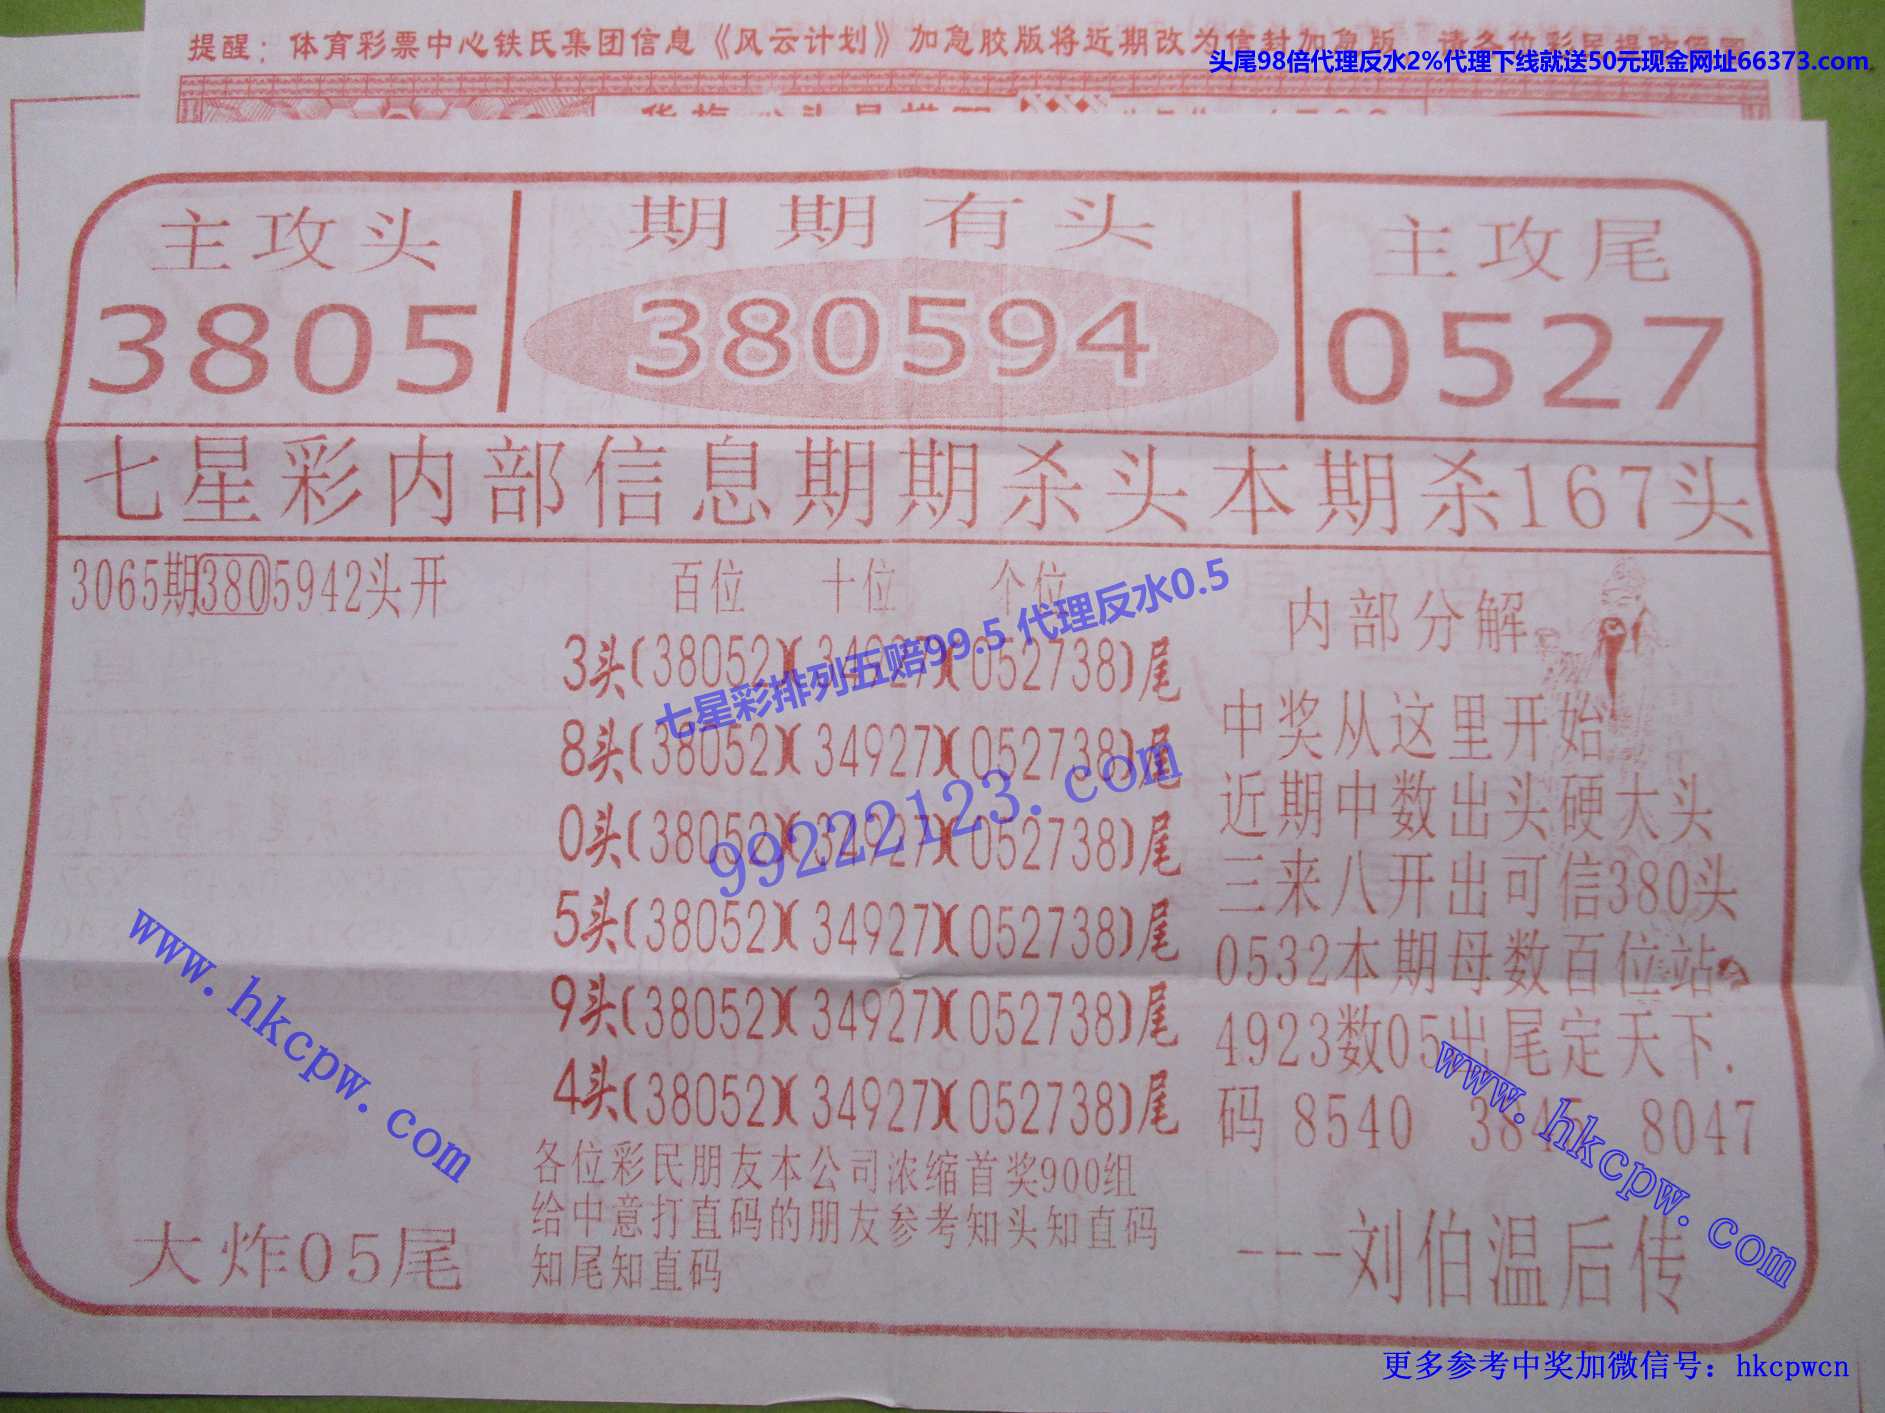 提醒：体育彩票中心铁氏集团信息《风云计划》加急胶版将近期改为信封加急版
头尾98倍代理反水2%代理下线就送50元现金网址66373.com
主攻头
3805
期期有头
380594
主攻尾
0527
七星彩内部信息期期杀头本期杀167头
3065期3805942头开
百位 十位 个位
3头(38052)(34927)(052738)尾
8头(38052)(34927)(052738)尾
0头(38052)(34927)(052738)尾
5头(38052)(34927)(052738)尾
9头(38052)(34927)(052738)尾
4头(38052)(34927)(052738)尾
七星彩排列五赔99.5 代理反水0.5
99222123.com
各位彩民朋友本公司浓缩首奖900组
给中意打直码的朋友参考知头知直码
知尾知直码
大炸05尾
内部分解
中奖从这里开始
近期中数出头硬大头
三来八开出可信380头
0532本期母数百位站
4923数05出尾定天下.
码 8540 8047
---刘伯温后传
www.hkcpw.com
www.hkcpw.com
更多参考中奖加微信号：hkcpwcn